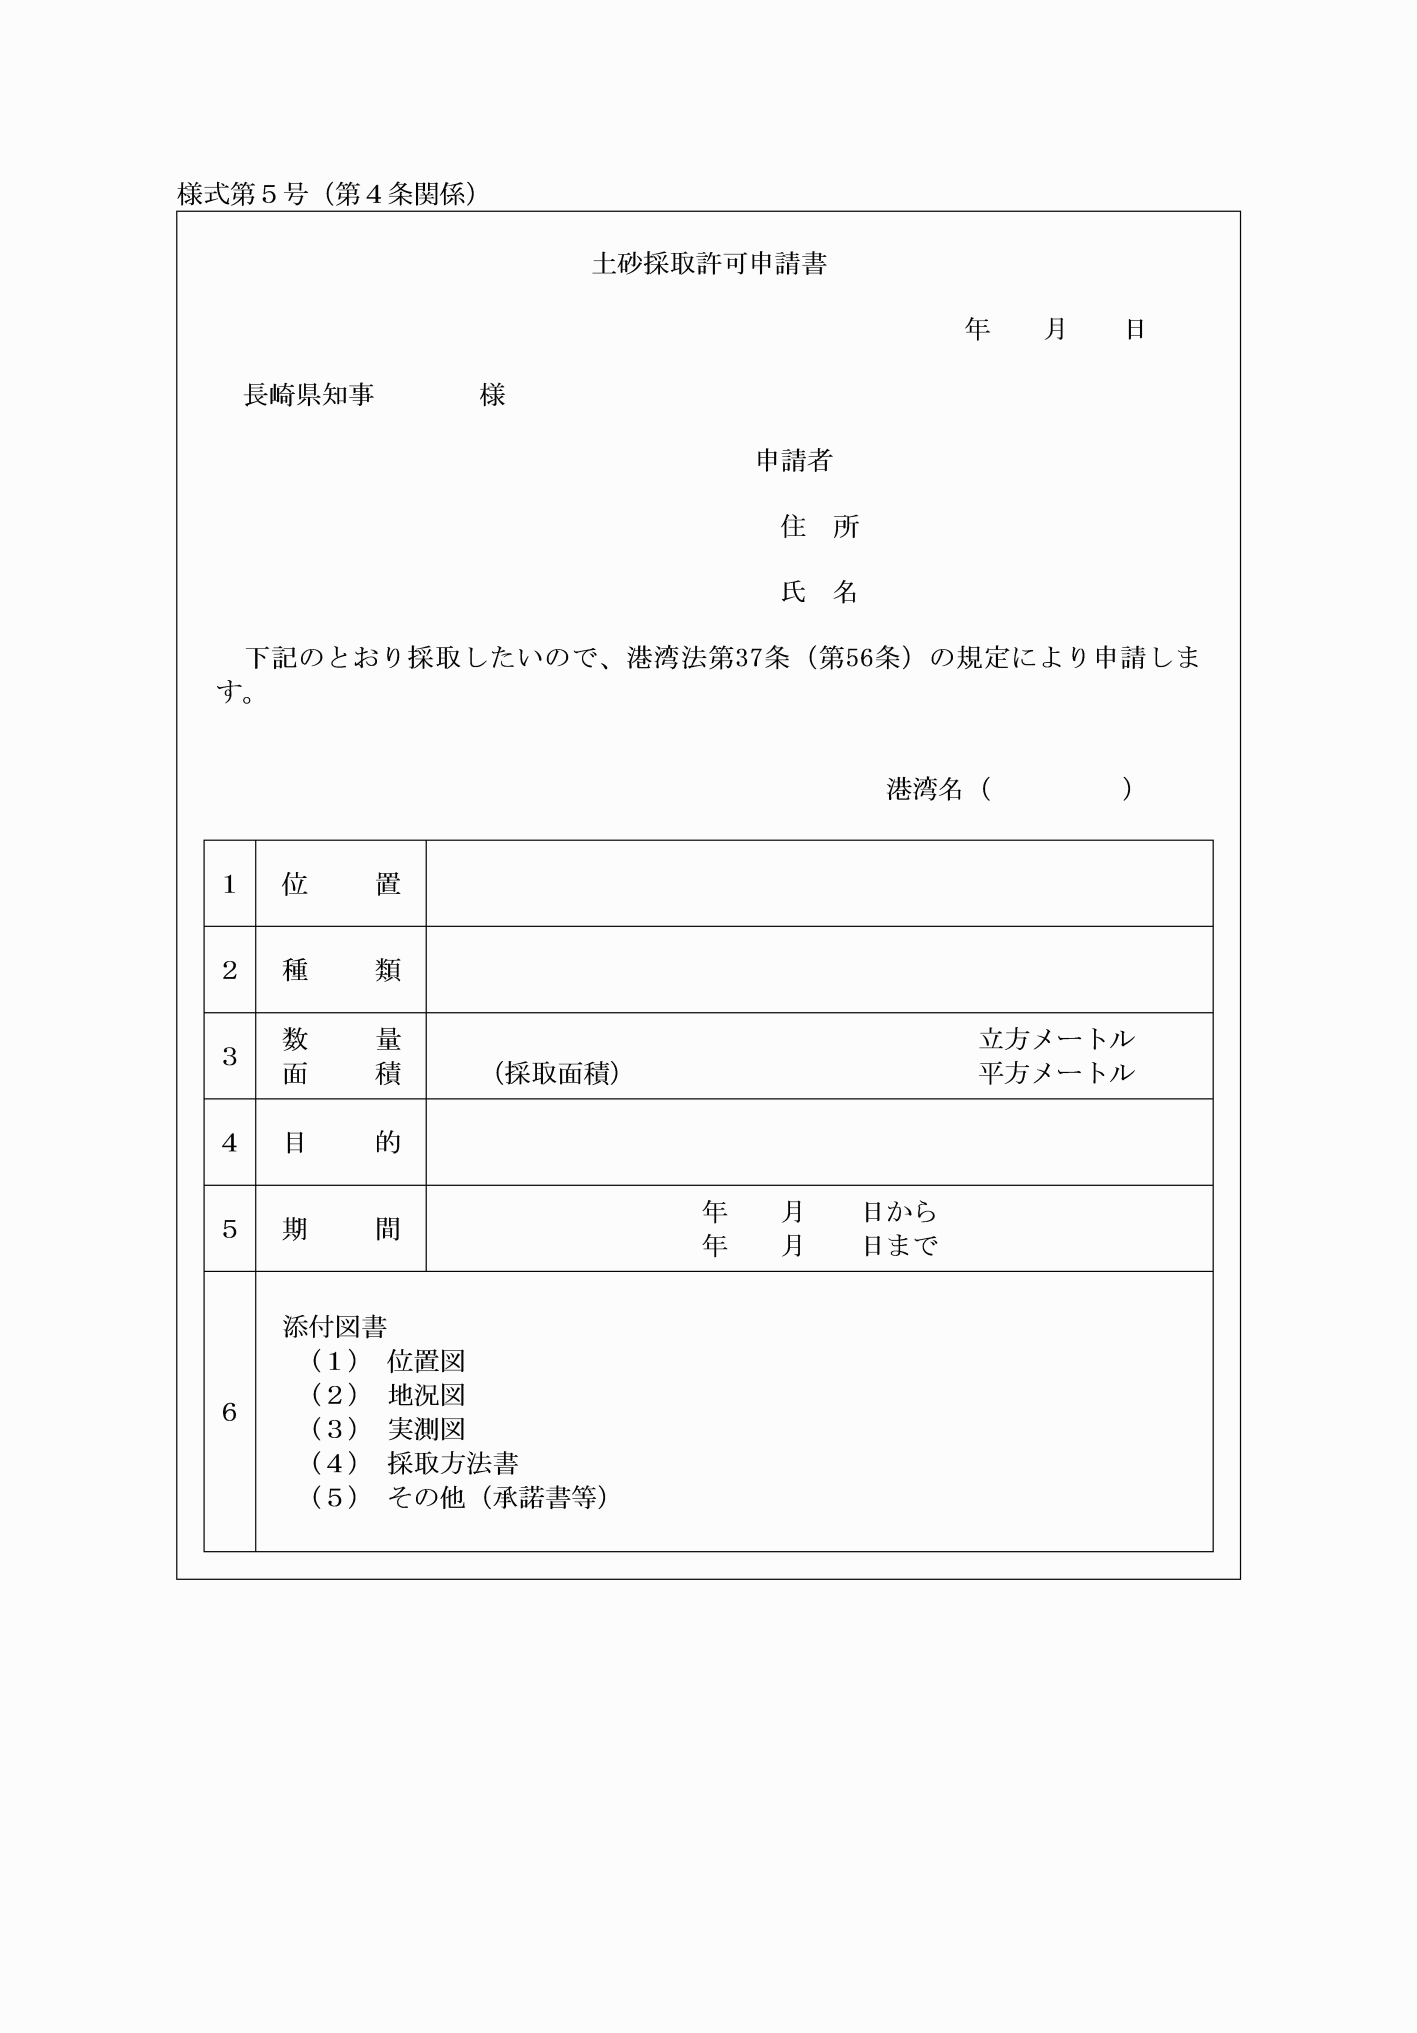 様式第５号（第４条関係）
土砂採取許可申請書
年　　月　　日
長崎県知事　　　　様
申請者
住　所
氏　名
下記のとおり採取したいので、港湾法第37条（第56条）の規定により申請しま
す。
港湾名（　　　　　）
１　位　　置
２　種　　類
３　数　　量　立方メートル
面　　積　（採取面積）　平方メートル
４　目　　的
５　期　　間　年　　月　　日から
年　　月　　日まで
６　添付図書
（１）　位置図
（２）　地況図
（３）　実測図
（４）　採取方法書
（５）　その他（承諾書等）